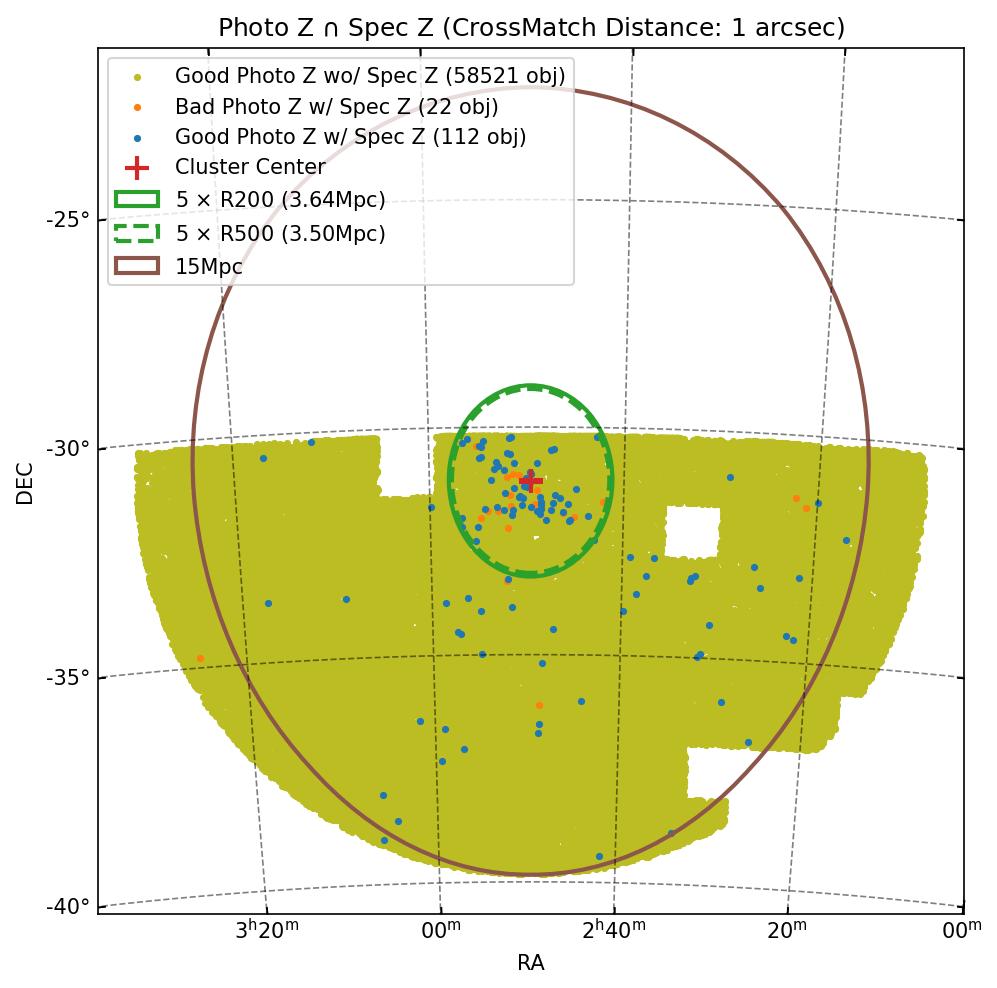 Photo Z ∩ Spec Z (CrossMatch Distance: 1 arcsec)
Good Photo Z wo/ Spec Z (58521 obj)
Bad Photo Z w/ Spec Z (22 obj)
Good Photo Z w/ Spec Z (112 obj)
Cluster Center
5 × R200 (3.64Mpc)
5 × R500 (3.50Mpc)
15Mpc
-25°
-30°
-35°
-40°
DEC
3ʰ20ᵐ 00ᵐ 2ʰ40ᵐ 20ᵐ 00ᵐ
RA